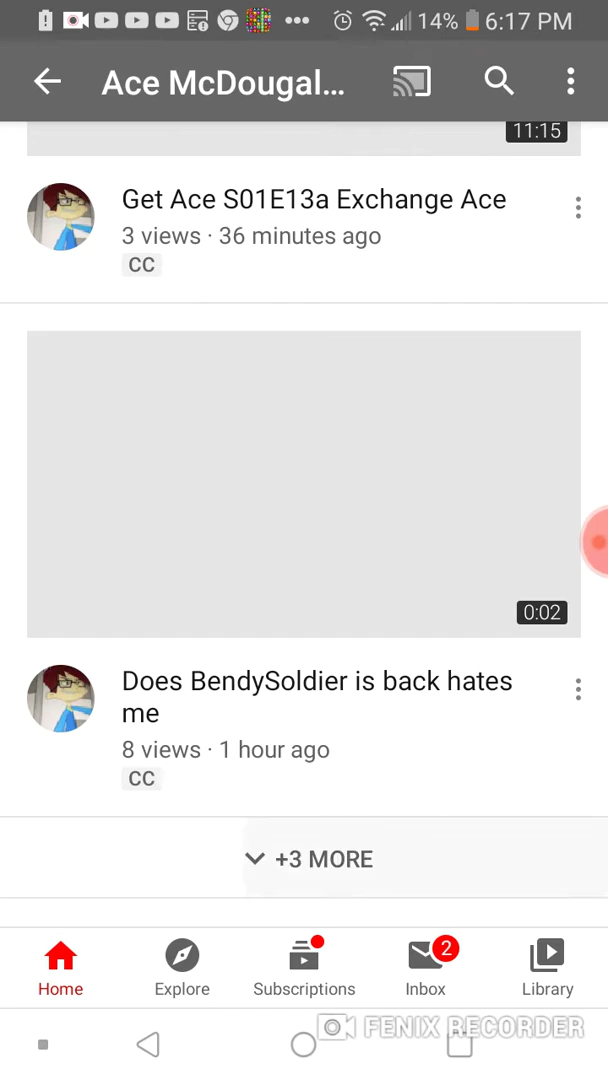 14% 6:17 PM
Ace McDougal...
11:15
Get Ace S01E13a Exchange Ace
3 views · 36 minutes ago
CC
0:02
Does BendySoldier is back hates
me
8 views · 1 hour ago
CC
+3 MORE
2
Home Explore Subscriptions Inbox Library
FENIX RECORDER